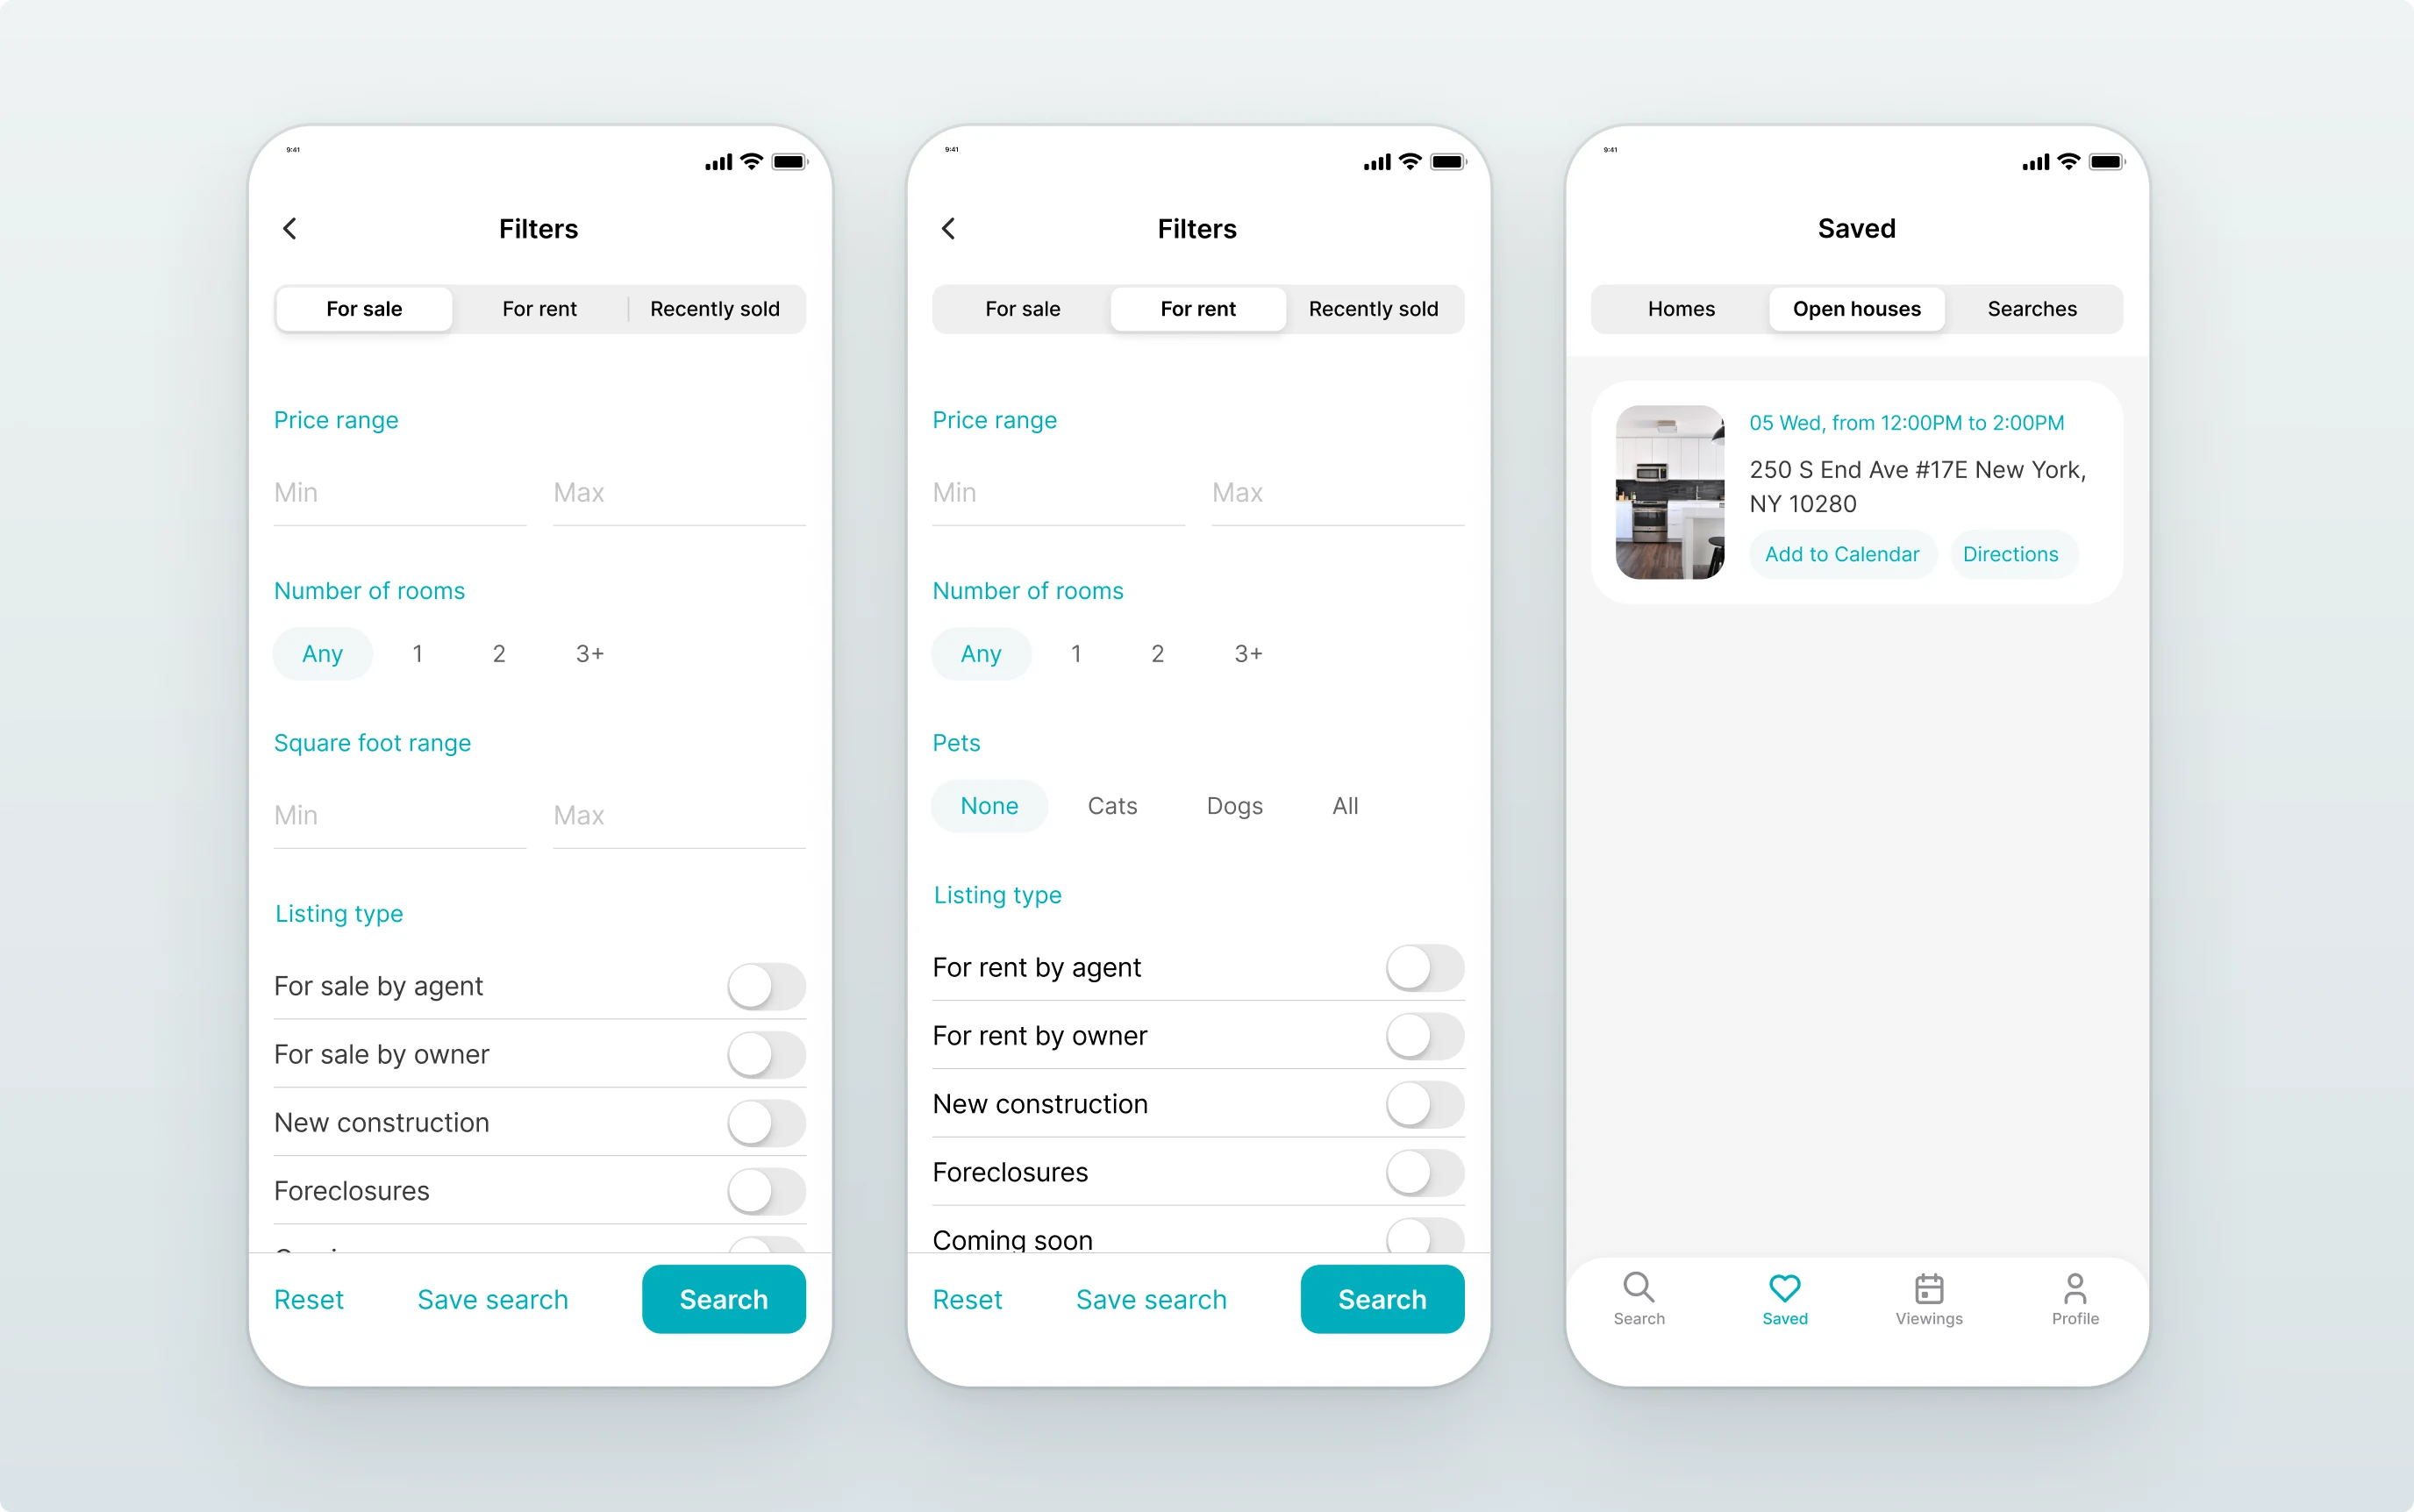 9:41
Filters
For sale
For rent
Recently sold
Price range
Min
Max
Number of rooms
Any
1
2
3+
Square foot range
Min
Max
Listing type
For sale by agent
For sale by owner
New construction
Foreclosures
Reset
Save search
Search
9:41
Filters
For sale
For rent
Recently sold
Price range
Min
Max
Number of rooms
Any
1
2
3+
Pets
None
Cats
Dogs
All
Listing type
For rent by agent
For rent by owner
New construction
Foreclosures
Coming soon
Reset
Save search
Search
9:41
Saved
Homes
Open houses
Searches
05 Wed, from 12:00PM to 2:00PM
250 S End Ave #17E New York,
NY 10280
Add to Calendar
Directions
Search
Saved
Viewings
Profile